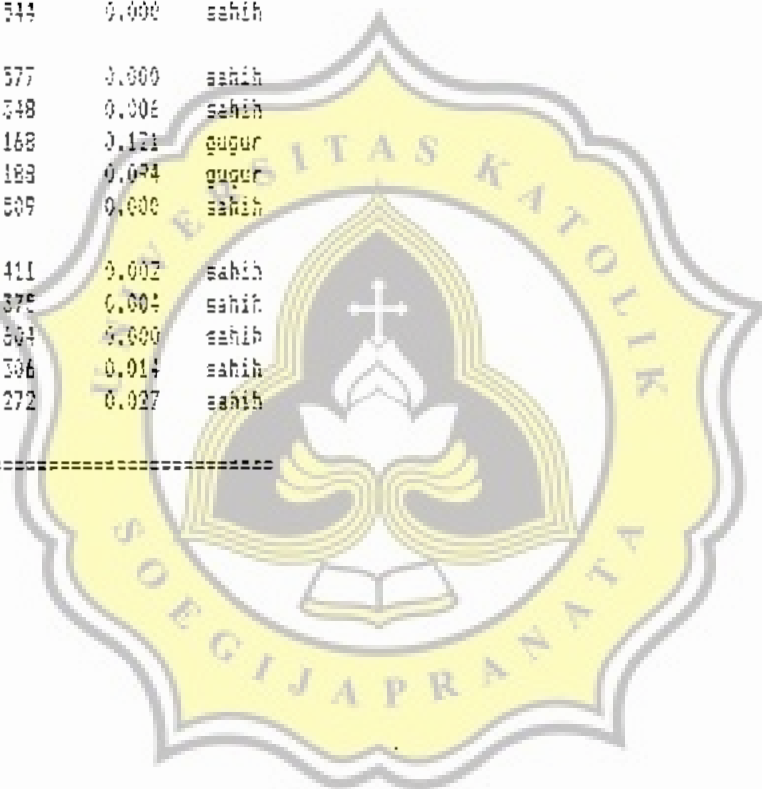 544 0.000 sahih
577 0.000 sahih
348 0.006 sahih
168 0.121 gugur
188 0.094 gugur
509 0.000 sahih
411 0.002 sahih
375 0.004 sahih
604 0.000 sahih
306 0.014 sahih
272 0.027 sahih
UNIVERSITAS KATOLIK
SOEGIJAPRANATA